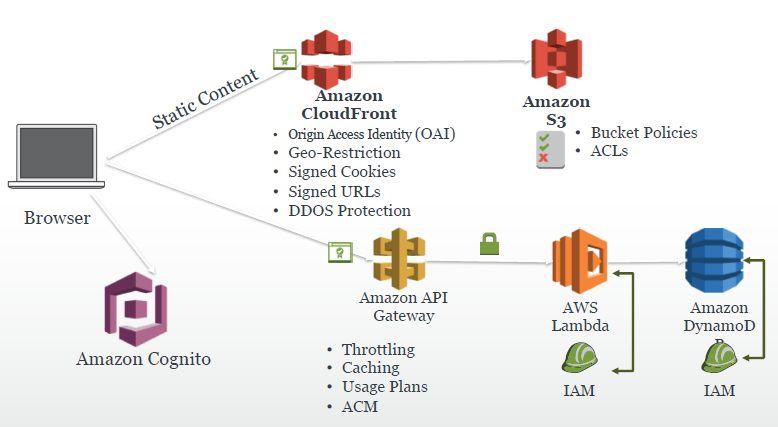 Static Content
Amazon
CloudFront
• Origin Access Identity (OAI)
• Geo-Restriction
• Signed Cookies
• Signed URLs
• DDOS Protection
Amazon
S3
• Bucket Policies
• ACLs
Browser
Amazon Cognito
Amazon API
Gateway
• Throttling
• Caching
• Usage Plans
• ACM
AWS
Lambda
IAM
Amazon
DynamoD
B
IAM